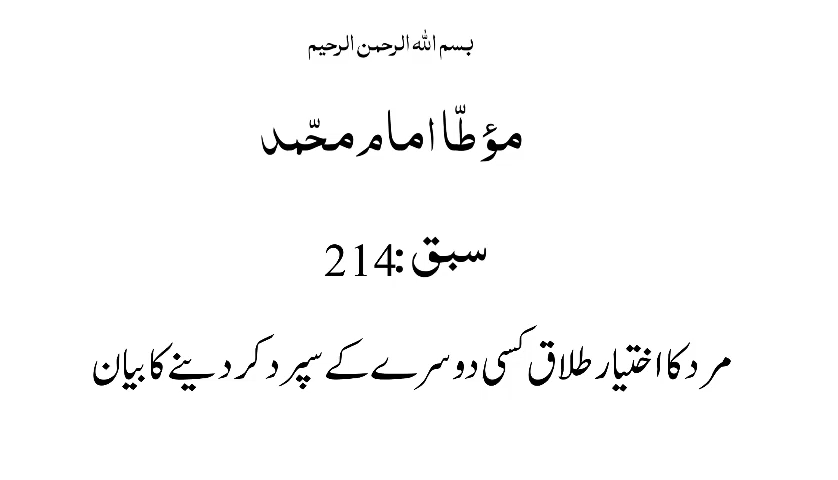 بسم اللہ الرحمن الرحیم
مؤطّا امام محمّد
سبق :214
مرد کا اختیار طلاق کسی دوسرے کے سپرد کر دینے کا بیان